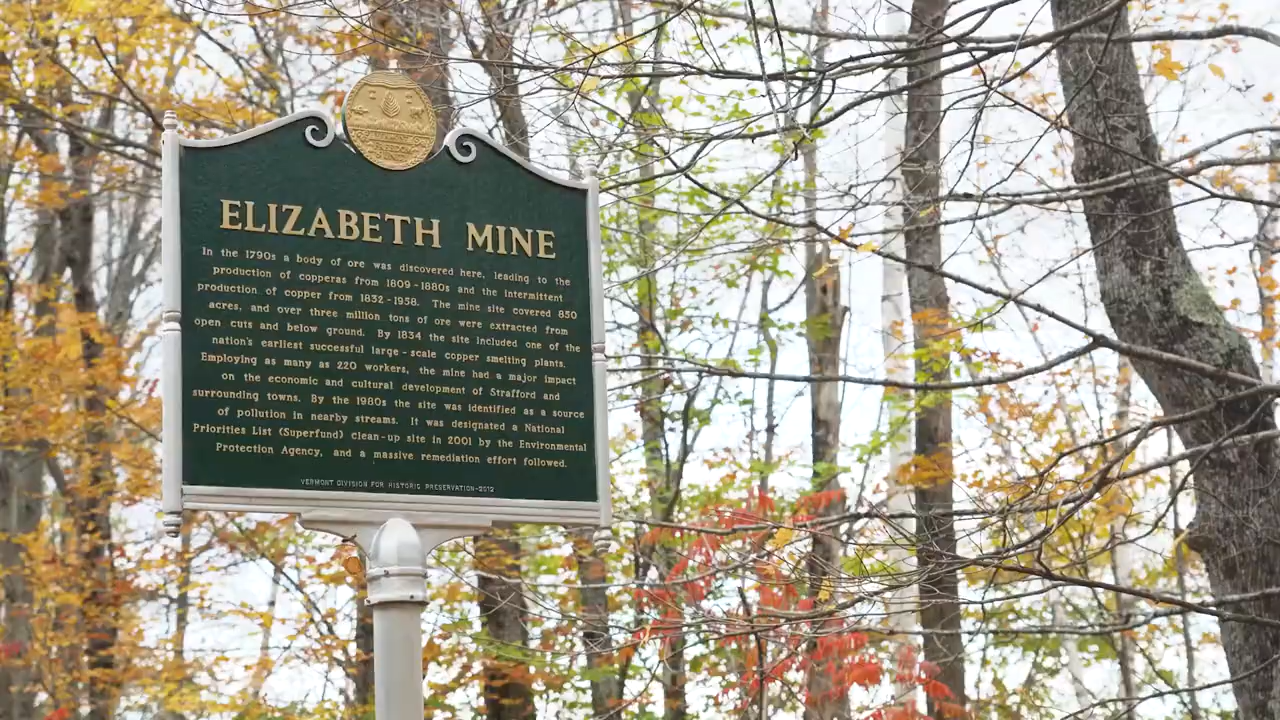 ELIZABETH MINE
In the 1790s a body of ore was discovered here, leading to the
production of copperas from 1809-1880s and the intermittent
production of copper from 1832-1958. The mine site covered 850
acres, and over three million tons of ore were extracted from
open cuts and below ground. By 1834 the site included one of the
nation's earliest successful large-scale copper smelting plants.
Employing as many as 220 workers, the mine had a major impact
on the economic and cultural development of Strafford and
surrounding towns. By the 1980s the site was identified as a source
of pollution in nearby streams. It was designated a National
Priorities List (Superfund) clean-up site in 2001 by the Environmental
Protection Agency, and a massive remediation effort followed.
VERMONT DIVISION FOR HISTORIC PRESERVATION-2012